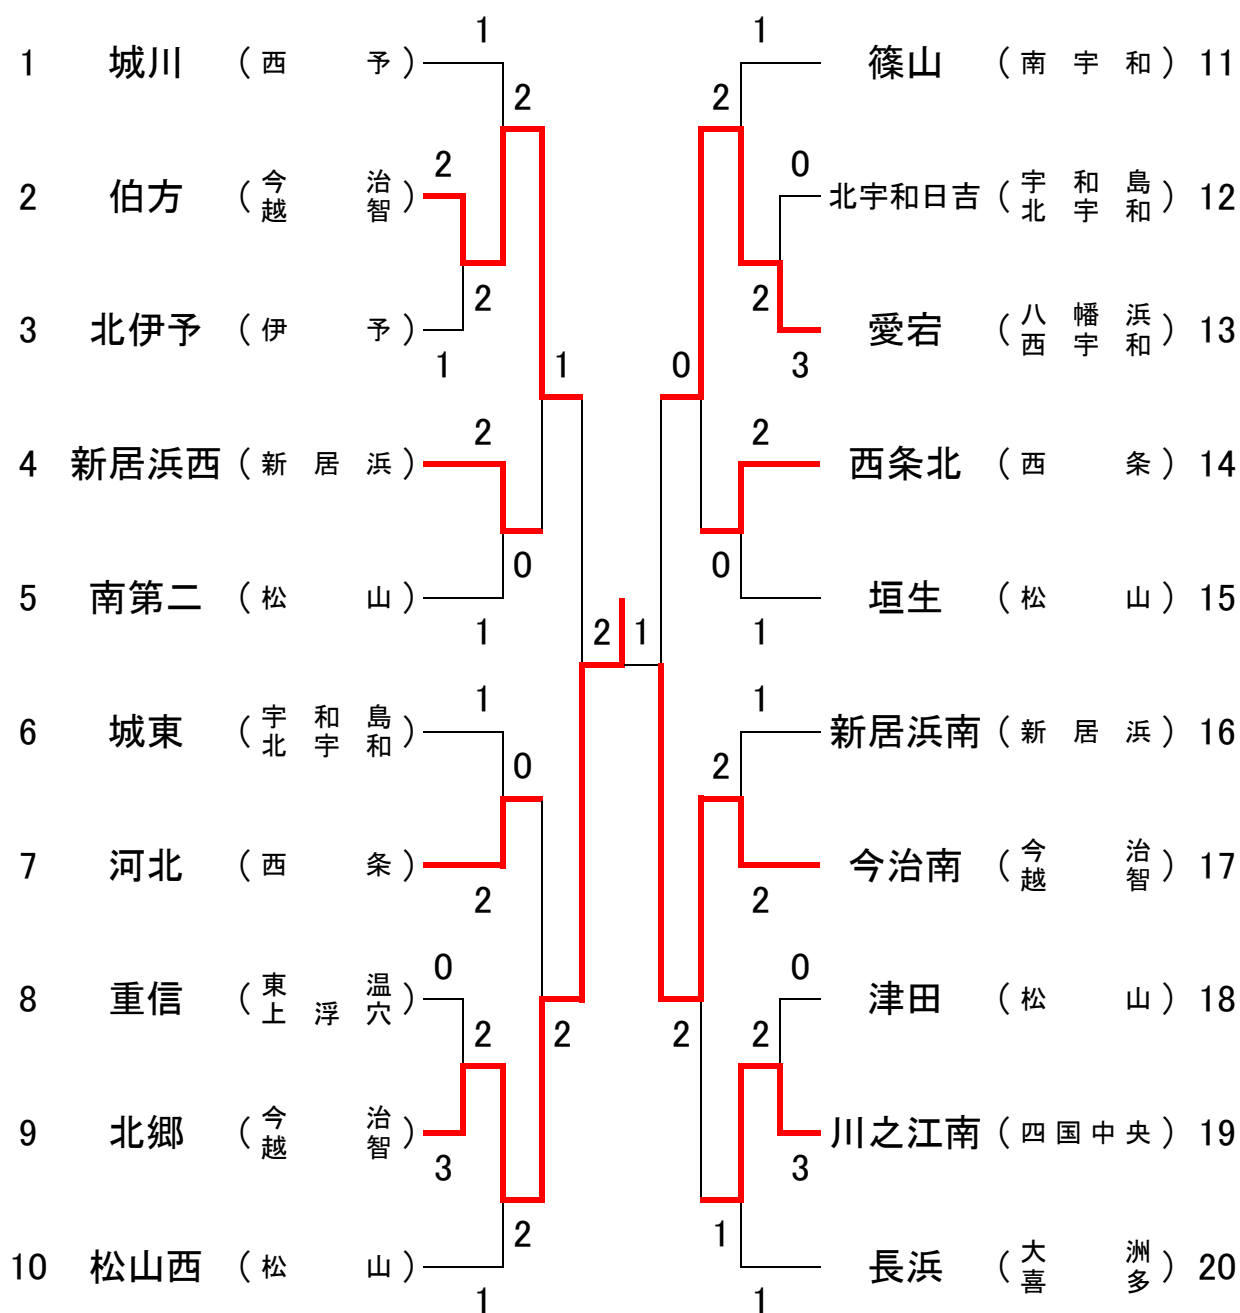 1 城川 (西予) 1
2
2 伯方 (今治越智) 2
2
3 北伊予 (伊予) 1
1
4 新居浜西 (新居浜) 2
0
5 南第二 (松山) 1
2
6 城東 (宇和島北宇和) 1
0
7 河北 (西条) 2
8 重信 (東温上浮穴) 0
2
2
9 北郷 (今治越智) 3
2
10 松山西 (松山) 1
1 篠山 (南宇和) 11
2
0 北宇和日吉 (宇和島北宇和) 12
2
3 愛宕 (八幡浜西宇和) 13
0
2 西条北 (西条) 14
0
1 垣生 (松山) 15
1
1 新居浜南 (新居浜) 16
2
2 今治南 (今治越智) 17
0 津田 (松山) 18
2
2
3 川之江南 (四国中央) 19
1
1 長浜 (大洲喜多) 20